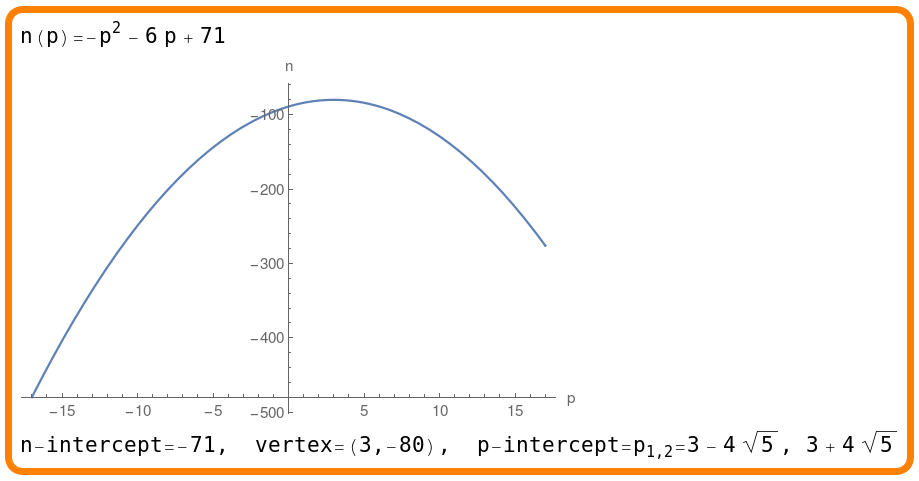 n(p)=-p² - 6 p + 71
n
-100
-200
-300
-400
-500
-15 -10 -5 5 10 15 p
n-intercept=-71, vertex=(3,-80), p-intercept=p₁,₂=3 - 4 √5, 3 + 4 √5